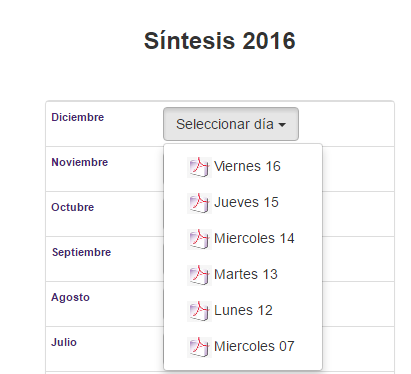 Síntesis 2016
Diciembre
Seleccionar día
Viernes 16
Jueves 15
Miercoles 14
Martes 13
Lunes 12
Miercoles 07
Noviembre
Octubre
Septiembre
Agosto
Julio